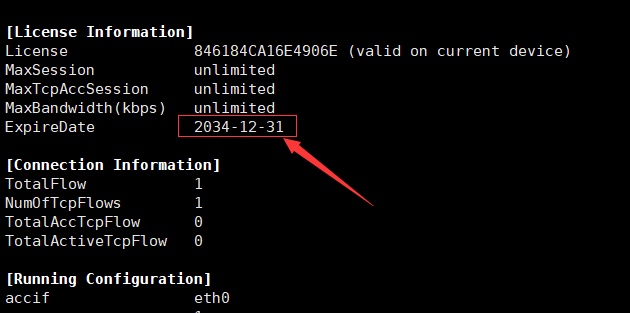 [License Information]
License 846184CA16E4906E (valid on current device)
MaxSession unlimited
MaxTcpAccSession unlimited
MaxBandwidth(kbps) unlimited
ExpireDate 2034-12-31
[Connection Information]
TotalFlow 1
NumOfTcpFlows 1
TotalAccTcpFlow 0
TotalActiveTcpFlow 0
[Running Configuration]
accif eth0